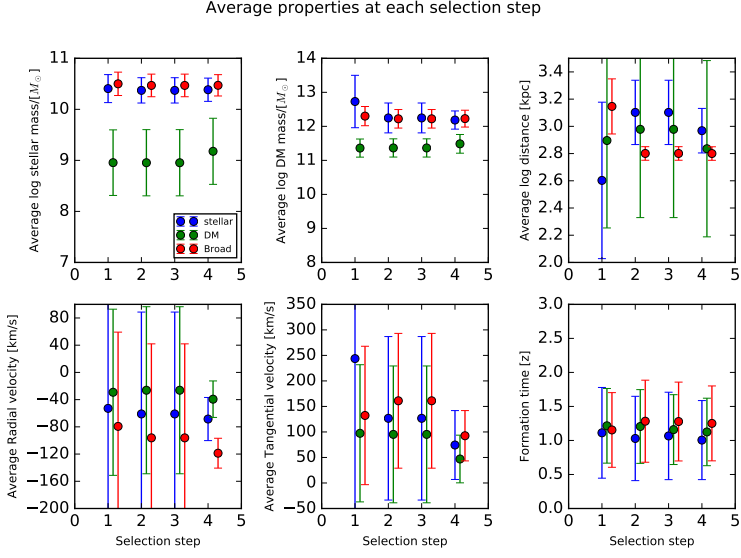 Average properties at each selection step
Average log stellar mass/[M⊙]
11
10
9
8
7
0 1 2 3 4 5
stellar
DM
Broad
Average log DM mass/[M⊙]
14
13
12
11
10
9
8
0 1 2 3 4 5
Average log distance [kpc]
3.4
3.2
3.0
2.8
2.6
2.4
2.2
2.0
0 1 2 3 4 5
Average Radial velocity [km/s]
80
40
0
−40
−80
−120
−160
−200
0 1 2 3 4 5
Selection step
Average Tangential velocity [km/s]
350
300
250
200
150
100
50
0
−50
0 1 2 3 4 5
Selection step
Formation time [z]
3.0
2.5
2.0
1.5
1.0
0.5
0.0
0 1 2 3 4 5
Selection step